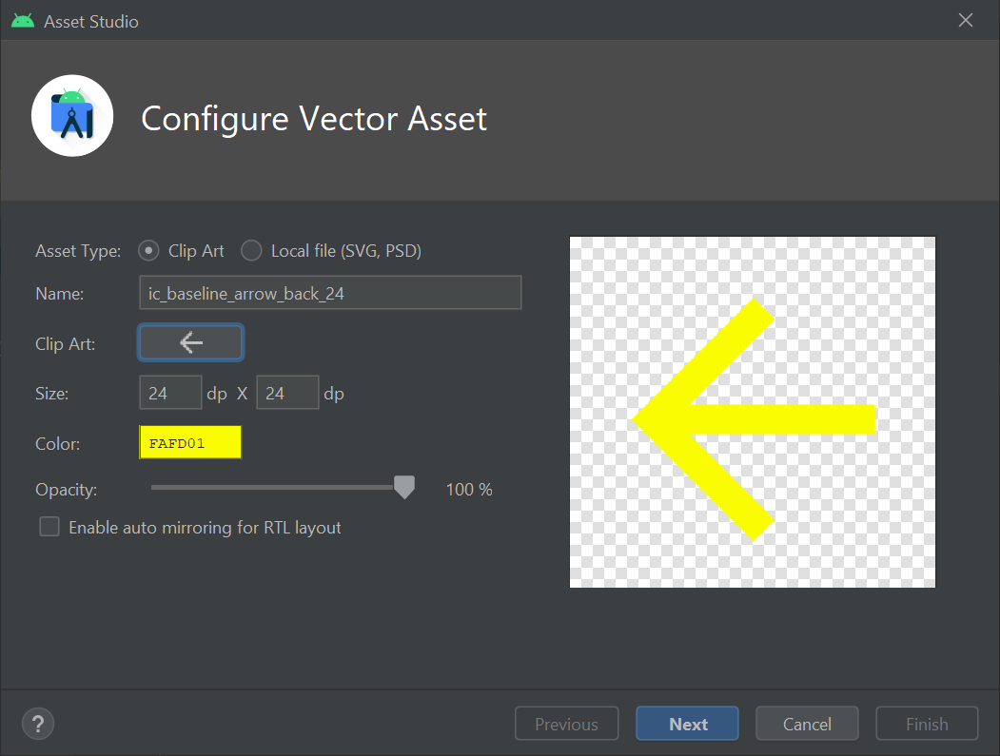 Asset Studio
Configure Vector Asset
Asset Type: Clip Art Local file (SVG, PSD)
Name: ic_baseline_arrow_back_24
Clip Art:
Size: 24 dp X 24 dp
Color: FAFD01
Opacity: 100 %
Enable auto mirroring for RTL layout
? Previous Next Cancel Finish